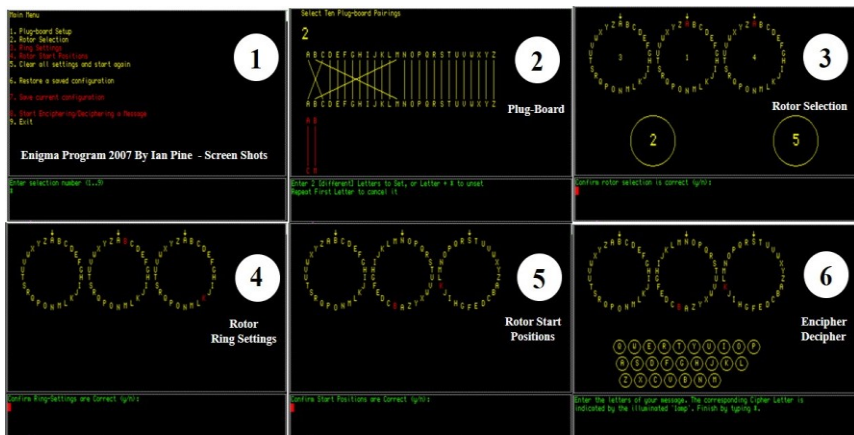 Main Menu
1. Plug-board Setup
2. Rotor Selection
3. Ring Settings
4. Rotor Start Positions
5. Clear all settings and start again
6. Restore a saved configuration
7. Save current configuration
8. Start Enciphering/Deciphering a Message
9. Exit
1
Enigma Program 2007 By Ian Pine - Screen Shots
Enter selection number (1..9)
Select Ten Plug-board Pairings
2
A B C D E F G H I J K L M N O P Q R S T U V W X Y Z
A B C D E F G H I J K L M N O P Q R S T U V W X Y Z
A B
C M
2
Plug-Board
Enter 2 [different] Letters to Set, or Letter + # to unset
Repeat First Letter to cancel it
3 1 4
3
Rotor Selection
2 5
Confirm rotor selection is correct (y/n):
4
Rotor
Ring Settings
Confirm Ring-Settings are Correct (y/n):
5
Rotor Start
Positions
Confirm Start Positions are Correct (y/n):
6
Encipher
Decipher
Q W E R T Y U I O P
A S D F G H J K L
Z X C V B N M
Enter the letters of your message. The corresponding Cipher Letter is
indicated by the illuminated 'lamp'. Finish by typing #.